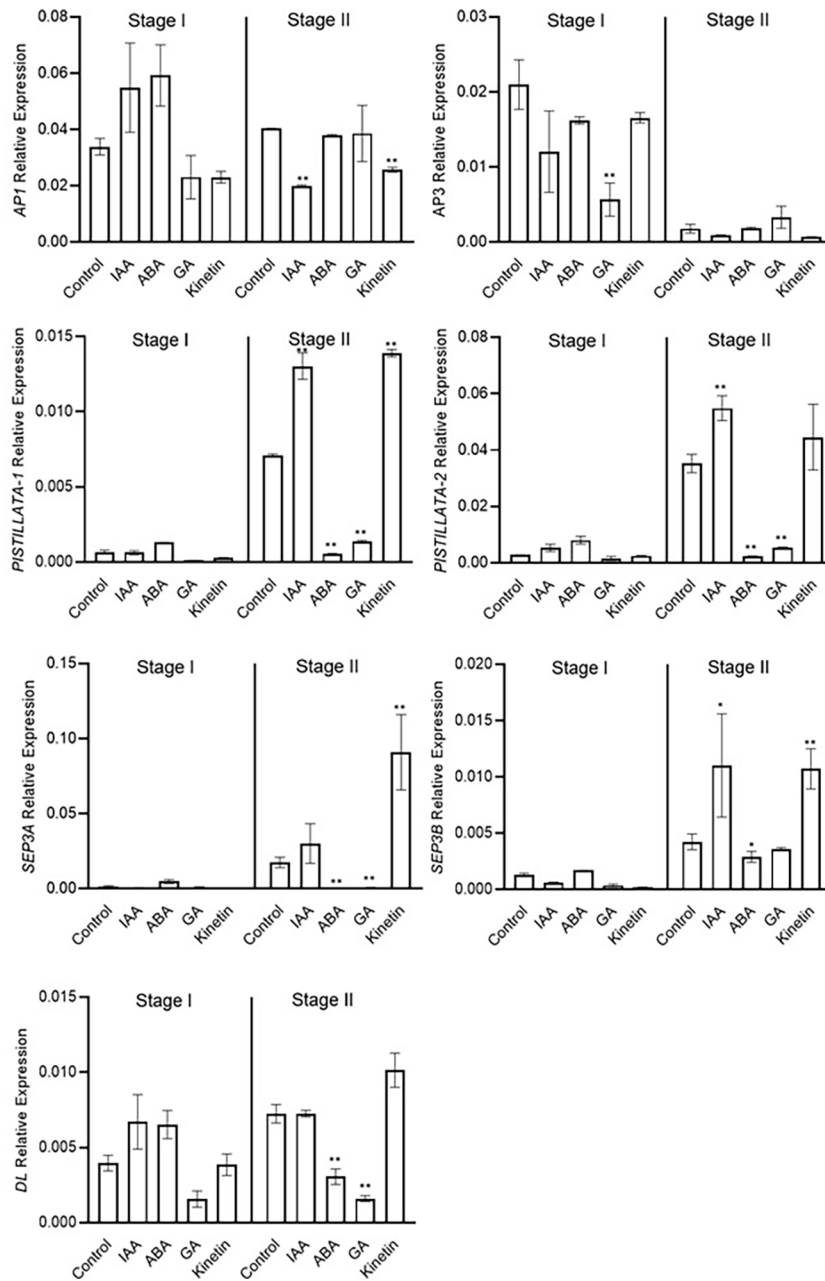 Stage I Stage II
AP1 Relative Expression
0.08
0.06
0.04
0.02
0.00
Control IAA ABA GA Kinetin Control IAA ABA GA Kinetin
** **
Stage I Stage II
AP3 Relative Expression
0.03
0.02
0.01
0.00
Control IAA ABA GA Kinetin Control IAA ABA GA Kinetin
**
Stage I Stage II
PISTILLATA-1 Relative Expression
0.015
0.010
0.005
0.000
Control IAA ABA GA Kinetin Control IAA ABA GA Kinetin
** ** ** **
Stage I Stage II
PISTILLATA-2 Relative Expression
0.08
0.06
0.04
0.02
0.00
Control IAA ABA GA Kinetin Control IAA ABA GA Kinetin
** ** **
Stage I Stage II
SEP3A Relative Expression
0.15
0.10
0.05
0.00
Control IAA ABA GA Kinetin Control IAA ABA GA Kinetin
** ** **
Stage I Stage II
SEP3B Relative Expression
0.020
0.015
0.010
0.005
0.000
Control IAA ABA GA Kinetin Control IAA ABA GA Kinetin
* * **
Stage I Stage II
DL Relative Expression
0.015
0.010
0.005
0.000
Control IAA ABA GA Kinetin Control IAA ABA GA Kinetin
** **